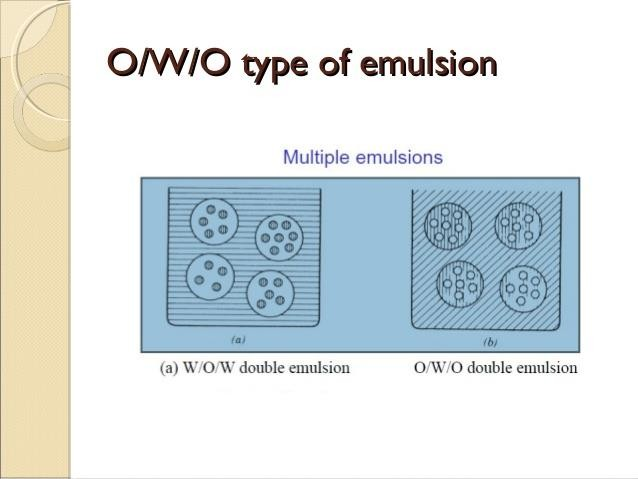 O/W/O type of emulsion
Multiple emulsions
(a)
(b)
(a) W/O/W double emulsion
O/W/O double emulsion